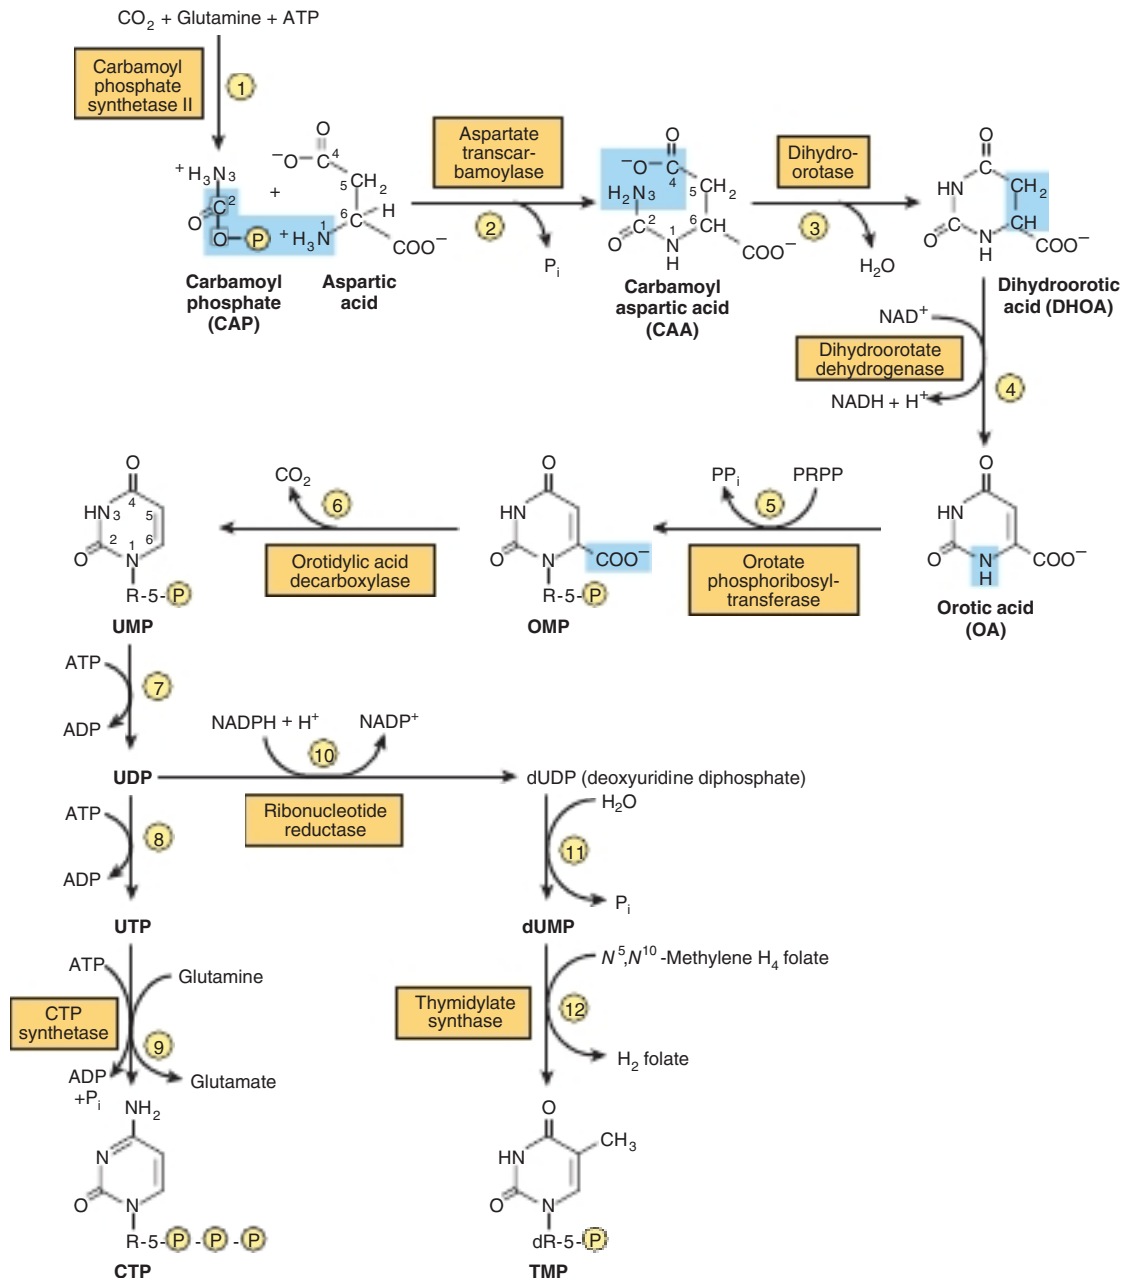 CO2 + Glutamine + ATP
Carbamoyl
phosphate
synthetase II
1
+H3N3
C2
O
O
P
+
O
−O
C4
5
CH2
6
C
H
1
+H3N
COO−
Carbamoyl
phosphate
(CAP)
Aspartic
acid
Aspartate
transcar-
bamoylase
2
Pi
O
−O
C
4
H2N3
5
CH2
2
C
O
1
N
H
6
CH
COO−
Carbamoyl
aspartic acid
(CAA)
Dihydro-
orotase
3
H2O
O
C
HN
CH2
C
O
N
H
CH
COO−
Dihydroorotic
acid (DHOA)
NAD+
Dihydroorotate
dehydrogenase
4
NADH + H+
O
HN
O
N
H
COO−
Orotic acid
(OA)
PPi
5
PRPP
Orotate
phosphoribosyl-
transferase
O
HN
O
N
COO−
R-5-P
OMP
CO2
6
Orotidylic acid
decarboxylase
O
4
HN3
5
2
1
6
O
N
R-5-P
UMP
ATP
7
ADP
NADPH + H+
NADP+
10
UDP
dUDP (deoxyuridine diphosphate)
Ribonucleotide
reductase
ATP
8
ADP
H2O
11
Pi
UTP
dUMP
ATP
Glutamine
CTP
synthetase
9
ADP
+Pi
Glutamate
N5,N10-Methylene H4 folate
Thymidylate
synthase
12
H2 folate
NH2
N
O
N
R-5-P-P-P
CTP
O
CH3
HN
O
N
dR-5-P
TMP